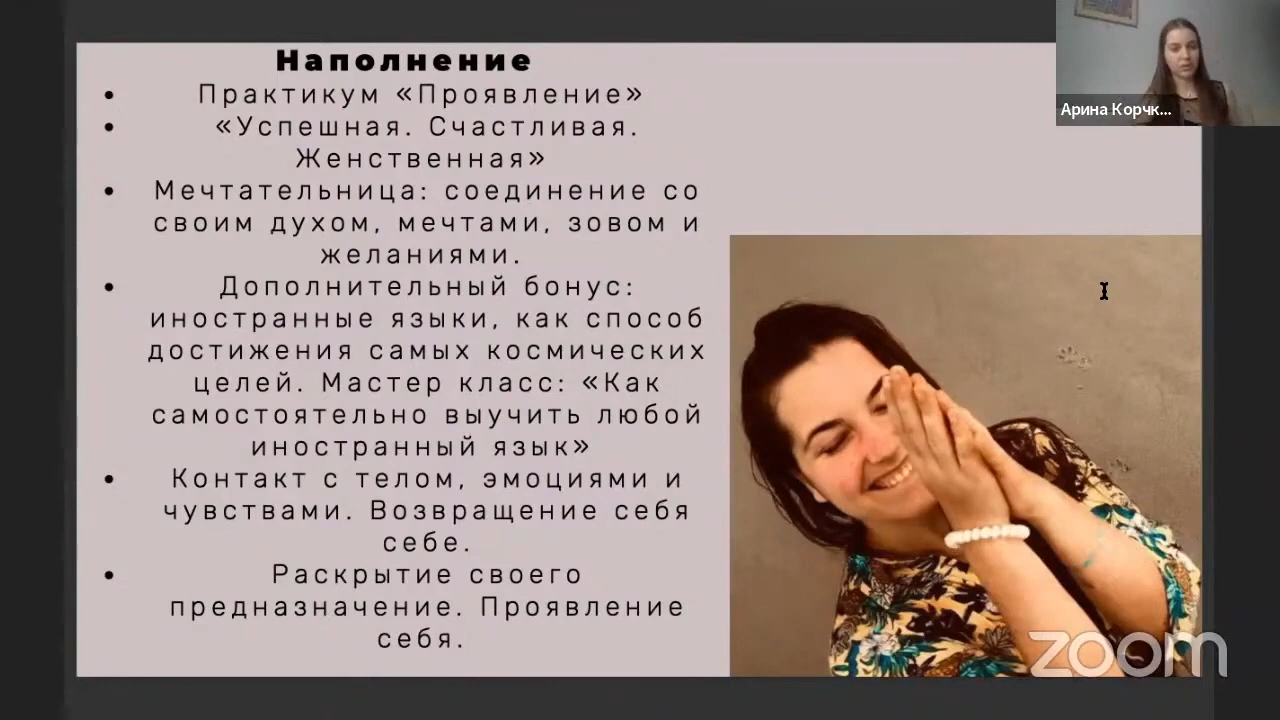 Наполнение
• Практикум «Проявление»
• «Успешная. Счастливая.
Женственная»
• Мечтательница: соединение со
своим духом, мечтами, зовом и
желаниями.
• Дополнительный бонус:
иностранные языки, как способ
достижения самых космических
целей. Мастер класс: «Как
самостоятельно выучить любой
иностранный язык»
• Контакт с телом, эмоциями и
чувствами. Возвращение себя
себе.
• Раскрытие своего
предназначение. Проявление
себя.
Арина Корчк...
zoom